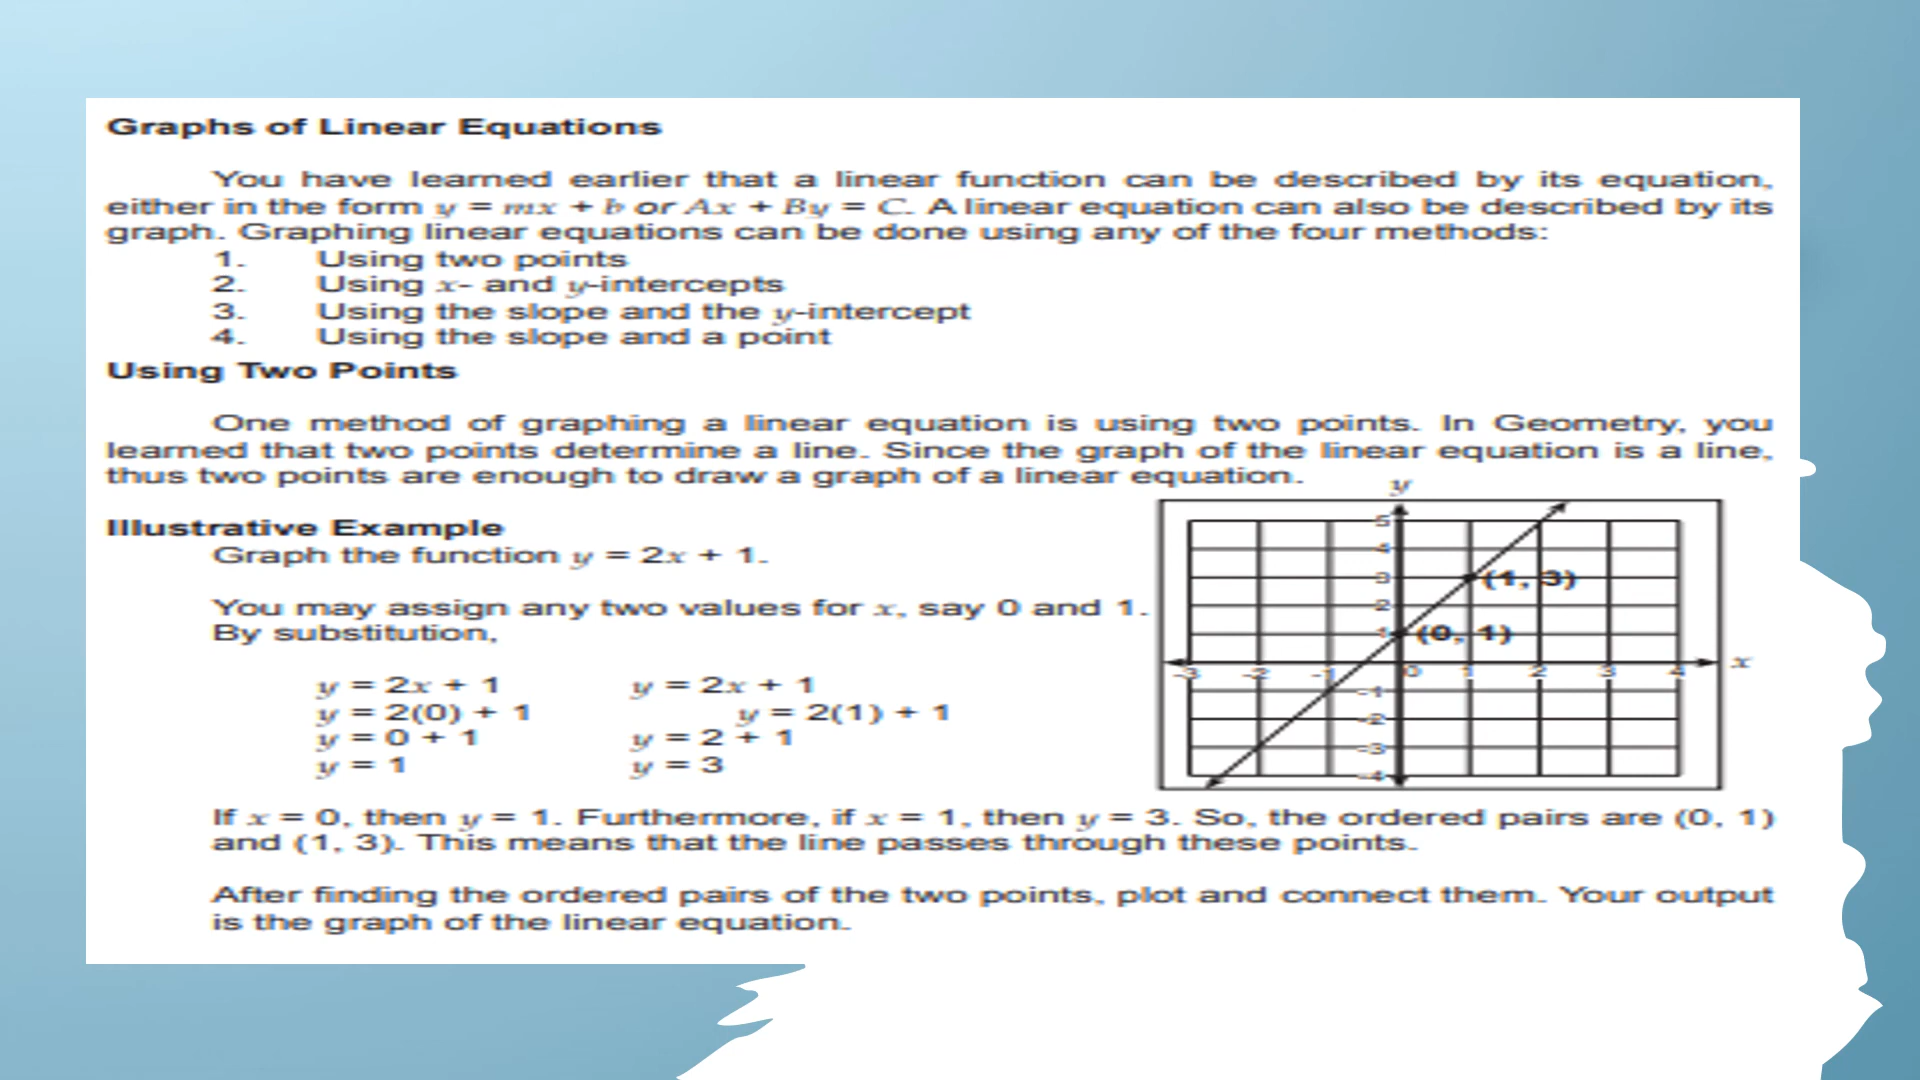 Graphs of Linear Equations
You have learned earlier that a linear function can be described by its equation,
either in the form y = mx + b or Ax + By = C. A linear equation can also be described by its
graph. Graphing linear equations can be done using any of the four methods:
1. Using two points
2. Using x- and y-intercepts
3. Using the slope and the y-intercept
4. Using the slope and a point
Using Two Points
One method of graphing a linear equation is using two points. In Geometry, you
learned that two points determine a line. Since the graph of the linear equation is a line,
thus two points are enough to draw a graph of a linear equation.
Illustrative Example
Graph the function y = 2x + 1.
You may assign any two values for x, say 0 and 1.
By substitution,
y = 2x + 1 y = 2x + 1
y = 2(0) + 1 y = 2(1) + 1
y = 0 + 1 y = 2 + 1
y = 1 y = 3
y
5
4
3 (1, 3)
2
1 (0, 1)
x
-3 -2 -1 0 1 2 3 4
-1
-2
-3
-4
If x = 0, then y = 1. Furthermore, if x = 1, then y = 3. So, the ordered pairs are (0, 1)
and (1, 3). This means that the line passes through these points.
After finding the ordered pairs of the two points, plot and connect them. Your output
is the graph of the linear equation.